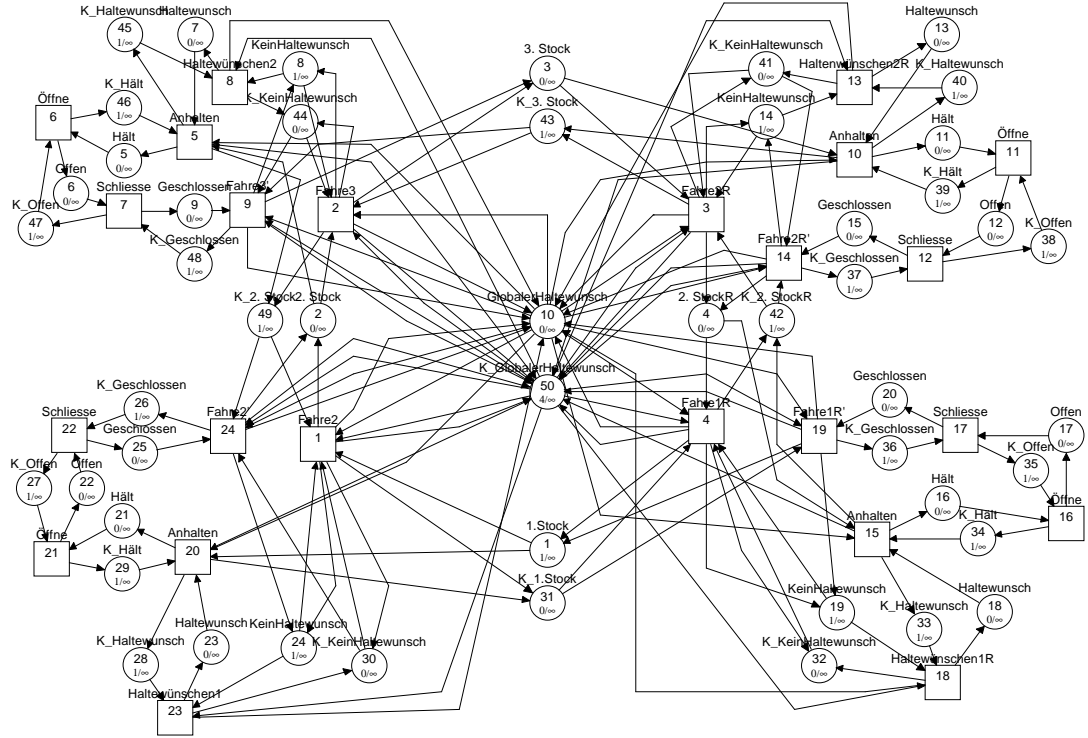 K_Haltewunsch
45
1/∞
Haltewunsch
7
0/∞
Haltewünschen2
8
KeinHaltewunsch
8
1/∞
K_KeinHaltewunsch
44
0/∞
Öffne
6
K_Hält
46
1/∞
Anhalten
5
Hält
5
0/∞
Offen
6
0/∞
K_Offen
47
1/∞
Schliesse
7
Geschlossen
9
0/∞
K_Geschlossen
48
1/∞
9
Fahre3
2
3. Stock
3
0/∞
K_3. Stock
43
1/∞
K_KeinHaltewunsch
41
0/∞
KeinHaltewunsch
14
1/∞
Haltewünschen2R
13
Haltewunsch
13
0/∞
K_Haltewunsch
40
1/∞
Anhalten
10
Hält
11
0/∞
Öffne
11
K_Hält
39
1/∞
Offen
12
0/∞
K_Offen
38
1/∞
Fahre2R
3
Geschlossen
15
0/∞
Fahre2R'
14
K_Geschlossen
37
1/∞
Schliesse
12
K_2. Stock
49
1/∞
2. Stock
2
0/∞
GlobalerHaltewunsch
10
0/∞
2. StockR
4
0/∞
K_2. StockR
42
1/∞
K_GlobalerHaltewunsch
50
4/∞
K_Geschlossen
26
1/∞
Schliesse
22
Geschlossen
25
0/∞
Fahre2'
24
Fahre2
1
K_Offen
27
1/∞
Offen
22
0/∞
Öffne
21
Hält
21
0/∞
K_Hält
29
1/∞
Anhalten
20
Fahre1R
4
Fahre1R'
19
Geschlossen
20
0/∞
K_Geschlossen
36
1/∞
Schliesse
17
Offen
17
0/∞
K_Offen
35
1/∞
Öffne
16
Hält
16
0/∞
K_Hält
34
1/∞
Anhalten
15
1.Stock
1
1/∞
K_1.Stock
31
0/∞
K_Haltewunsch
28
1/∞
Haltewunsch
23
0/∞
KeinHaltewunsch
24
1/∞
K_KeinHaltewunsch
30
0/∞
Haltewünschen1
23
KeinHaltewunsch
19
1/∞
K_KeinHaltewunsch
32
0/∞
K_Haltewunsch
33
1/∞
Haltewunsch
18
0/∞
Haltewünschen1R
18